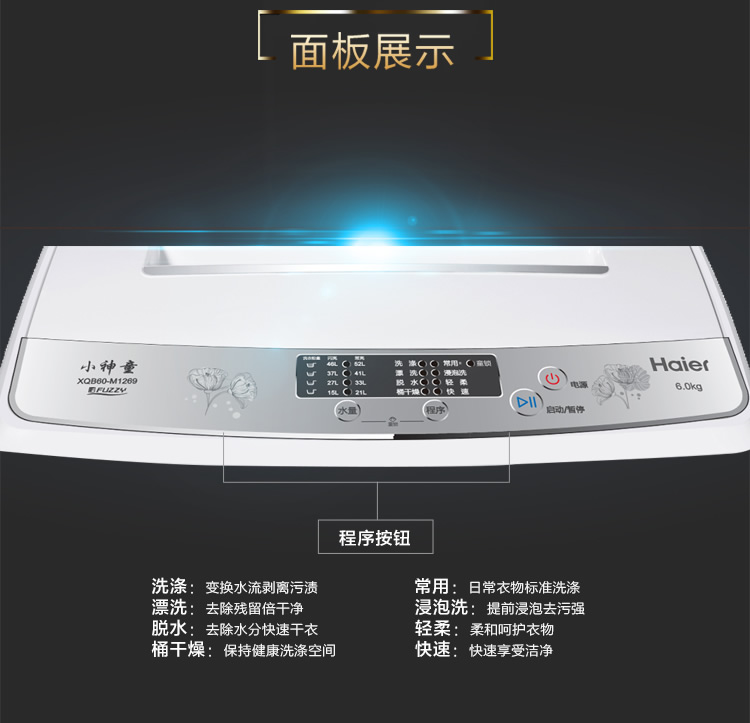 面板展示
小神童
XQB60-M1269
FUZZY
46L 52L
37L 41L
27L 33L
15L 21L
洗涤 常用 童锁
漂洗 浸泡洗
脱水 轻柔
桶干燥 快速
水量
程序
电源
启动/暂停
Haier
6.0kg
程序按钮
洗涤：变换水流剥离污渍
漂洗：去除残留倍干净
脱水：去除水分快速干衣
桶干燥：保持健康洗涤空间
常用：日常衣物标准洗涤
浸泡洗：提前浸泡去污强
轻柔：柔和呵护衣物
快速：快速享受洁净